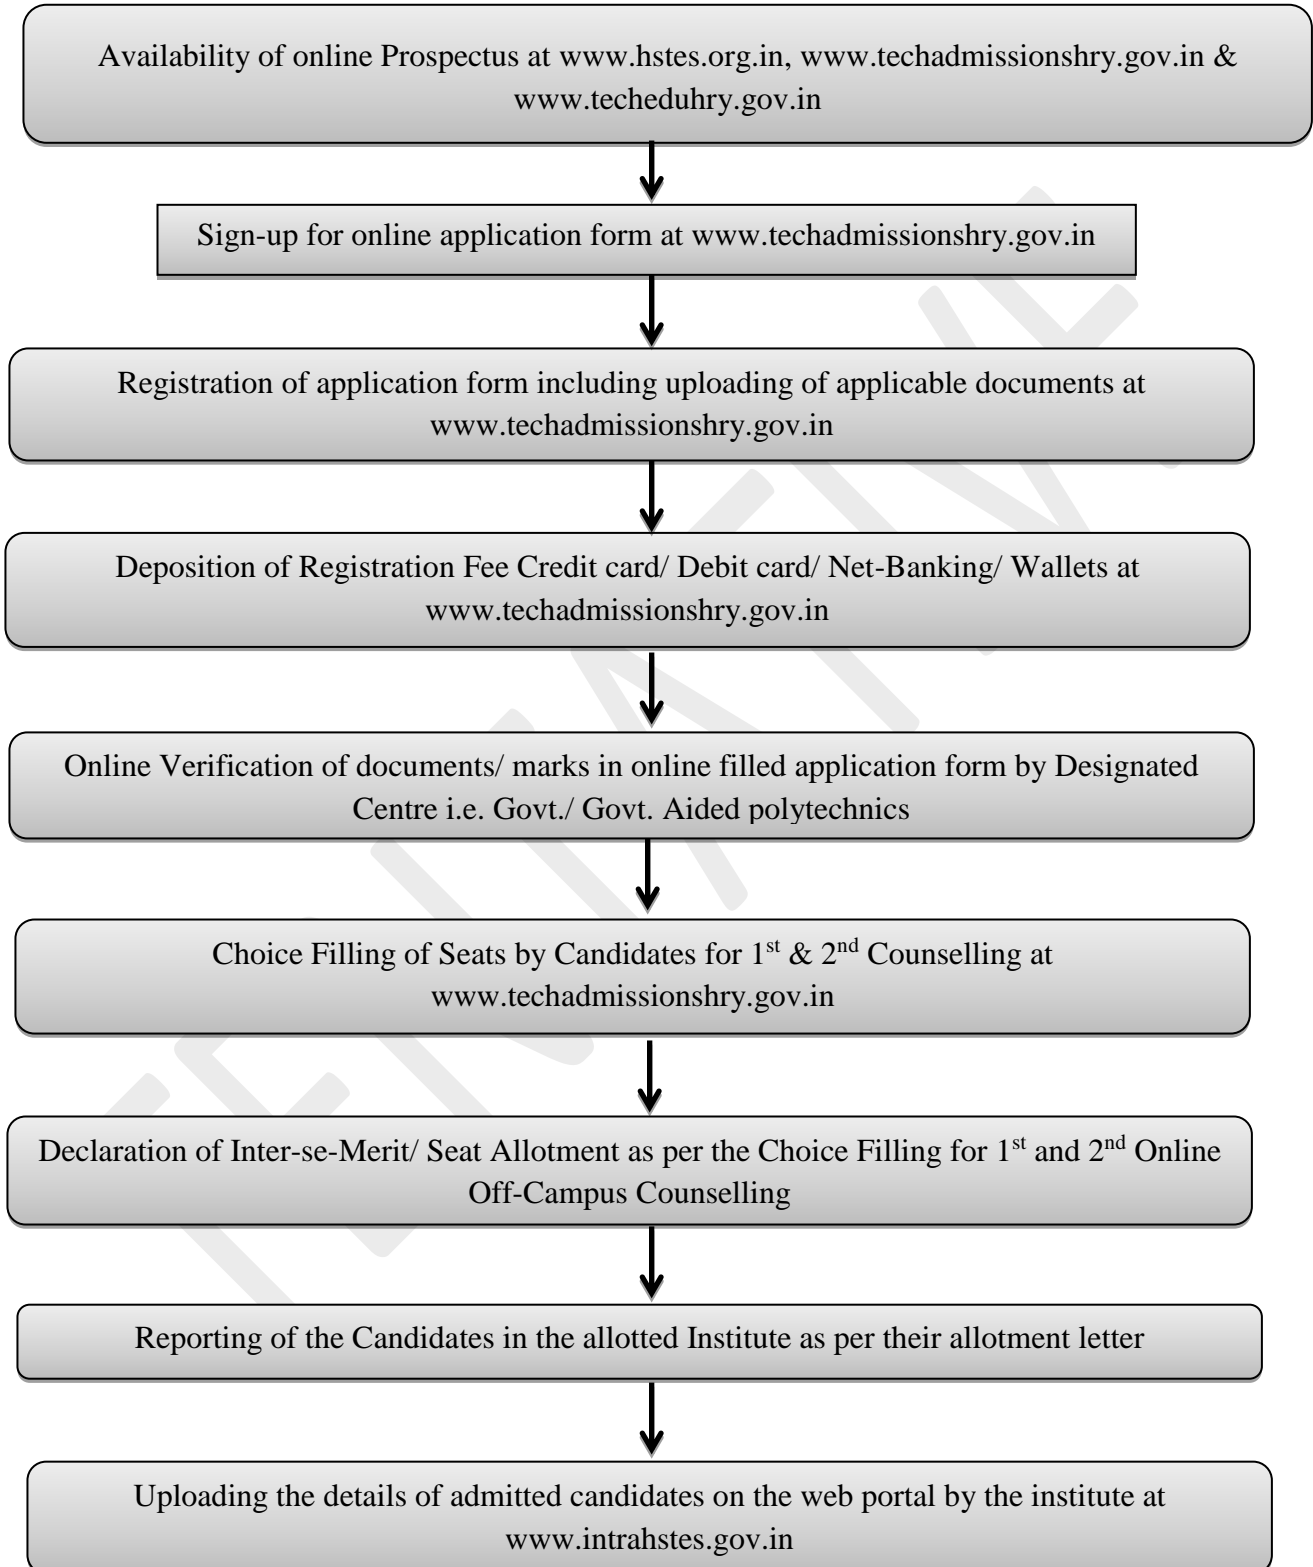 Availability of online Prospectus at www.hstes.org.in, www.techadmissionshry.gov.in &
www.techeduhry.gov.in
Sign-up for online application form at www.techadmissionshry.gov.in
Registration of application form including uploading of applicable documents at
www.techadmissionshry.gov.in
Deposition of Registration Fee Credit card/ Debit card/ Net-Banking/ Wallets at
www.techadmissionshry.gov.in
Online Verification of documents/ marks in online filled application form by Designated
Centre i.e. Govt./ Govt. Aided polytechnics
Choice Filling of Seats by Candidates for 1st & 2nd Counselling at
www.techadmissionshry.gov.in
Declaration of Inter-se-Merit/ Seat Allotment as per the Choice Filling for 1st and 2nd Online
Off-Campus Counselling
Reporting of the Candidates in the allotted Institute as per their allotment letter
Uploading the details of admitted candidates on the web portal by the institute at
www.intrahstes.gov.in
TENTATIVE